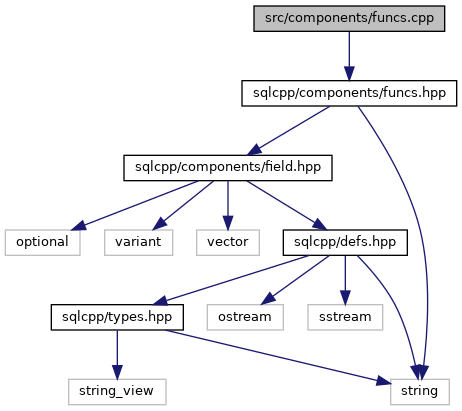 src/components/funcs.cpp
sqlcpp/components/funcs.hpp
sqlcpp/components/field.hpp
optional
variant
vector
sqlcpp/defs.hpp
sqlcpp/types.hpp
ostream
sstream
string_view
string